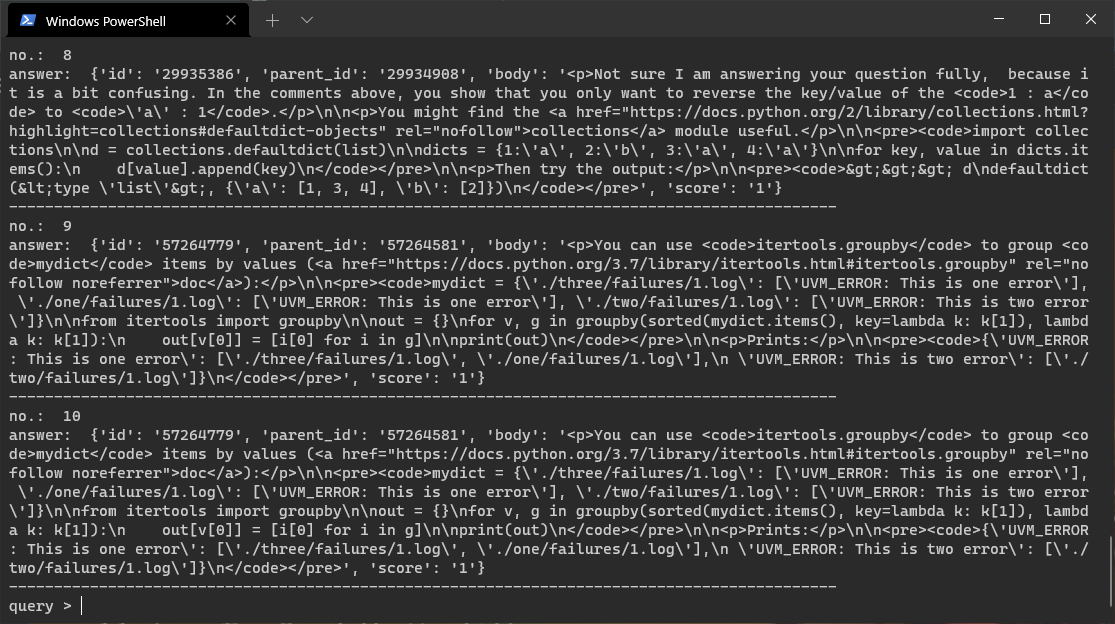 Windows PowerShell
no.:  8
answer:  {'id': '29935386', 'parent_id': '29934908', 'body': '<p>Not sure I am answering your question fully,  because i
t is a bit confusing. In the comments above, you show that you only want to reverse the key/value of the <code>1 : a</co
de> to <code>\'a\' : 1</code>.</p>\n\n<p>You might find the <a href="https://docs.python.org/2/library/collections.html?
highlight=collections#defaultdict-objects" rel="nofollow">collections</a> module useful.</p>\n\n<pre><code>import collec
tions\n\nd = collections.defaultdict(list)\n\ndicts = {1:\'a\', 2:\'b\', 3:\'a\', 4:\'a\'}\n\nfor key, value in dicts.it
ems():\n    d[value].append(key)\n</code></pre>\n\n<p>Then try the output:</p>\n\n<pre><code>&gt;&gt;&gt; d\ndefaultdict
(&lt;type \'list\'&gt;, {\'a\': [1, 3, 4], \'b\': [2]})\n</code></pre>', 'score': '1'}
--------------------------------------------------------------------------------------------
no.:  9
answer:  {'id': '57264779', 'parent_id': '57264581', 'body': '<p>You can use <code>itertools.groupby</code> to group <co
de>mydict</code> items by values (<a href="https://docs.python.org/3.7/library/itertools.html#itertools.groupby" rel="no
follow noreferrer">doc</a>):</p>\n\n<pre><code>mydict = {\'./three/failures/1.log\': [\'UVM_ERROR: This is one error\'],
 \'./one/failures/1.log\': [\'UVM_ERROR: This is one error\'], \'./two/failures/1.log\': [\'UVM_ERROR: This is two error
\']}\n\nfrom itertools import groupby\n\nout = {}\nfor v, g in groupby(sorted(mydict.items(), key=lambda k: k[1]), lambd
a k: k[1]):\n    out[v[0]] = [i[0] for i in g]\n\nprint(out)\n</code></pre>\n\n<p>Prints:</p>\n\n<pre><code>{\'UVM_ERROR
: This is one error\': [\'./three/failures/1.log\', \'./one/failures/1.log\'],\n \'UVM_ERROR: This is two error\': [\'./
two/failures/1.log\']}\n</code></pre>', 'score': '1'}
--------------------------------------------------------------------------------------------
no.:  10
answer:  {'id': '57264779', 'parent_id': '57264581', 'body': '<p>You can use <code>itertools.groupby</code> to group <co
de>mydict</code> items by values (<a href="https://docs.python.org/3.7/library/itertools.html#itertools.groupby" rel="no
follow noreferrer">doc</a>):</p>\n\n<pre><code>mydict = {\'./three/failures/1.log\': [\'UVM_ERROR: This is one error\'],
 \'./one/failures/1.log\': [\'UVM_ERROR: This is one error\'], \'./two/failures/1.log\': [\'UVM_ERROR: This is two error
\']}\n\nfrom itertools import groupby\n\nout = {}\nfor v, g in groupby(sorted(mydict.items(), key=lambda k: k[1]), lambd
a k: k[1]):\n    out[v[0]] = [i[0] for i in g]\n\nprint(out)\n</code></pre>\n\n<p>Prints:</p>\n\n<pre><code>{\'UVM_ERROR
: This is one error\': [\'./three/failures/1.log\', \'./one/failures/1.log\'],\n \'UVM_ERROR: This is two error\': [\'./
two/failures/1.log\']}\n</code></pre>', 'score': '1'}
--------------------------------------------------------------------------------------------
query >